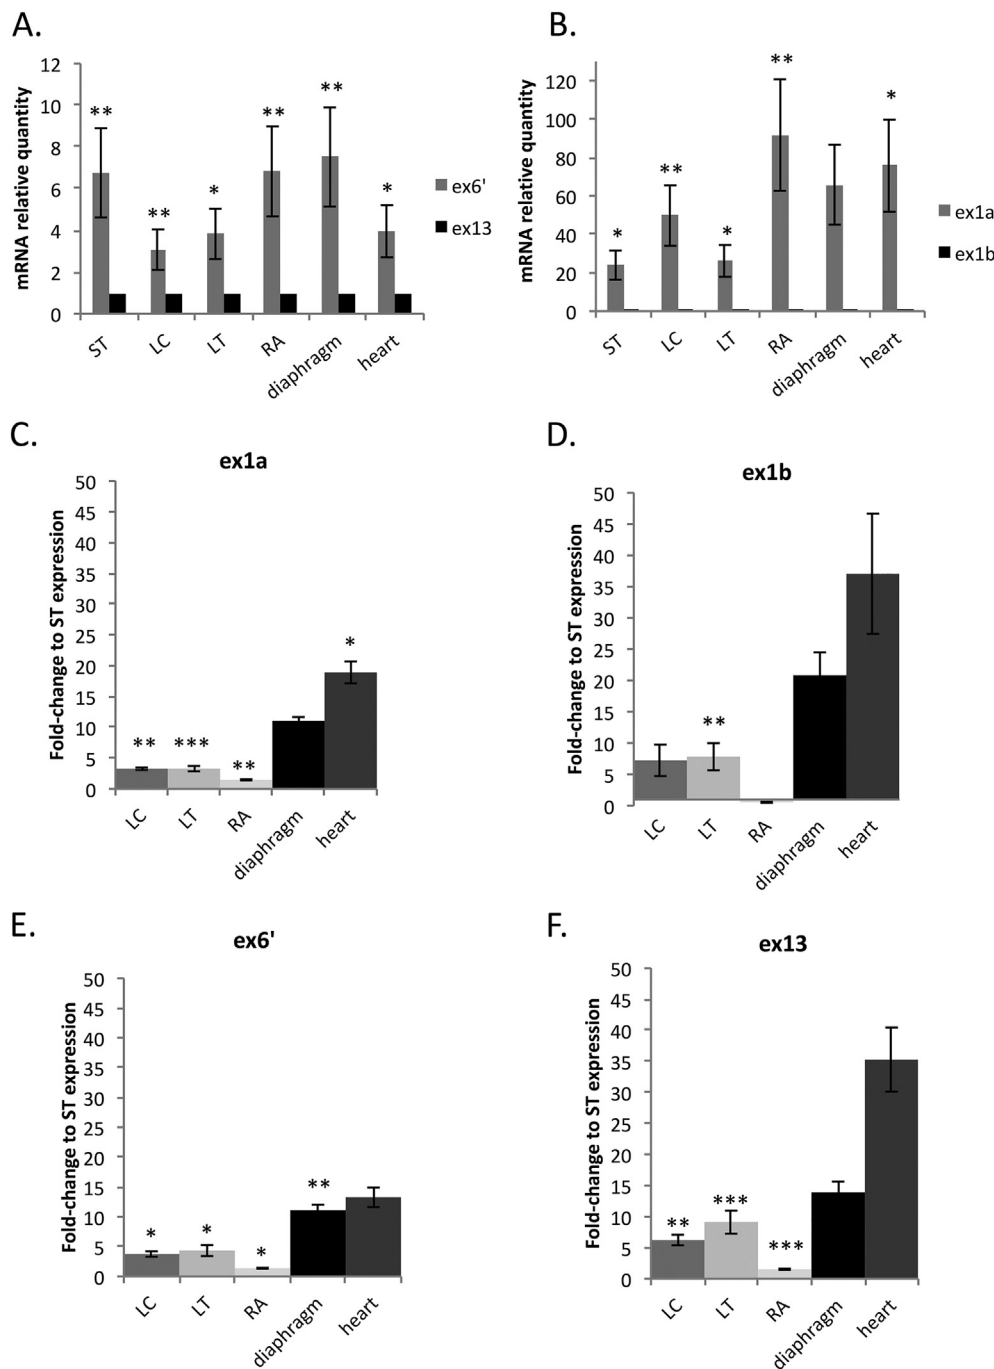 A.
mRNA relative quantity
12
10
8
6
4
2
0
** ** * ** ** *
ST LC LT RA diaphragm heart
ex6'
ex13
B.
mRNA relative quantity
120
100
80
60
40
20
0
* ** * ** *
ST LC LT RA diaphragm heart
ex1a
ex1b
C.
ex1a
Fold-change to ST expression
50
45
40
35
30
25
20
15
10
5
0
** *** ** *
LC LT RA diaphragm heart
D.
ex1b
Fold-change to ST expression
50
45
40
35
30
25
20
15
10
5
0
**
LC LT RA diaphragm heart
E.
ex6'
Fold-change to ST expression
50
45
40
35
30
25
20
15
10
5
0
* * * **
LC LT RA diaphragm heart
F.
ex13
Fold-change to ST expression
50
45
40
35
30
25
20
15
10
5
0
** *** ***
LC LT RA diaphragm heart